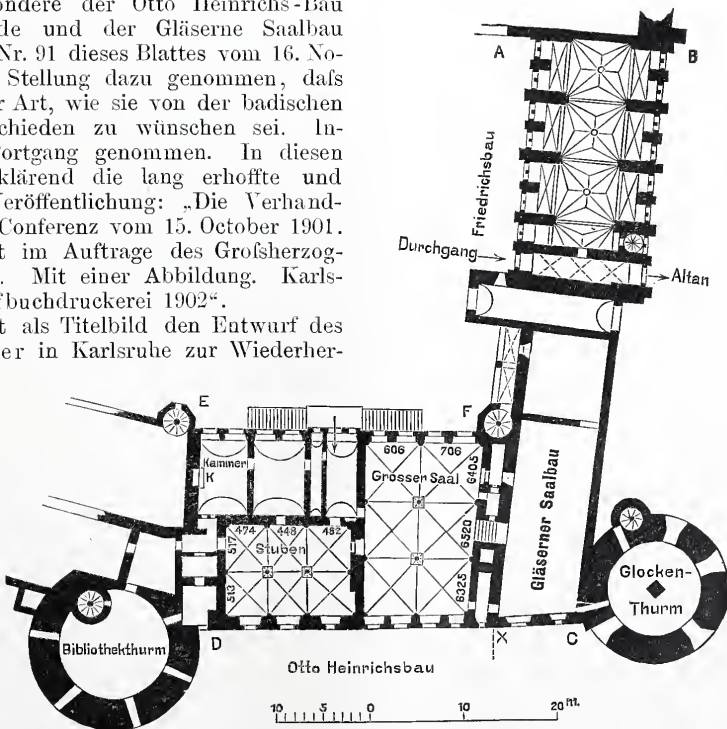 ondere der Otto Heinrichs-Bau
de und der Gläserne Saalbau
Nr. 91 dieses Blattes vom 16. No-
Stellung dazu genommen, daſs
r Art, wie sie von der badischen
chieden zu wünschen sei. In-
ortgang genommen. In diesen
klärend die lang erhoffte und
eröffentlichung: „Die Verhand-
Conferenz vom 15. October 1901.
t im Auftrage des Groſsherzog-
. Mit einer Abbildung. Karls-
fbuchdruckerei 1902“.
t als Titelbild den Entwurf des
er in Karlsruhe zur Wiederher-
A
B
Friedrichsbau
Durchgang
Altan
E
F
Kammer
K
606 706
Grosser Saal
6405
6520
6325
474 448 482
517
513
Stuben
Gläserner Saalbau
Glocken-
Thurm
Bibliothekthurm
D
X
C
Otto Heinrichsbau
10 5 0 10 20 m.